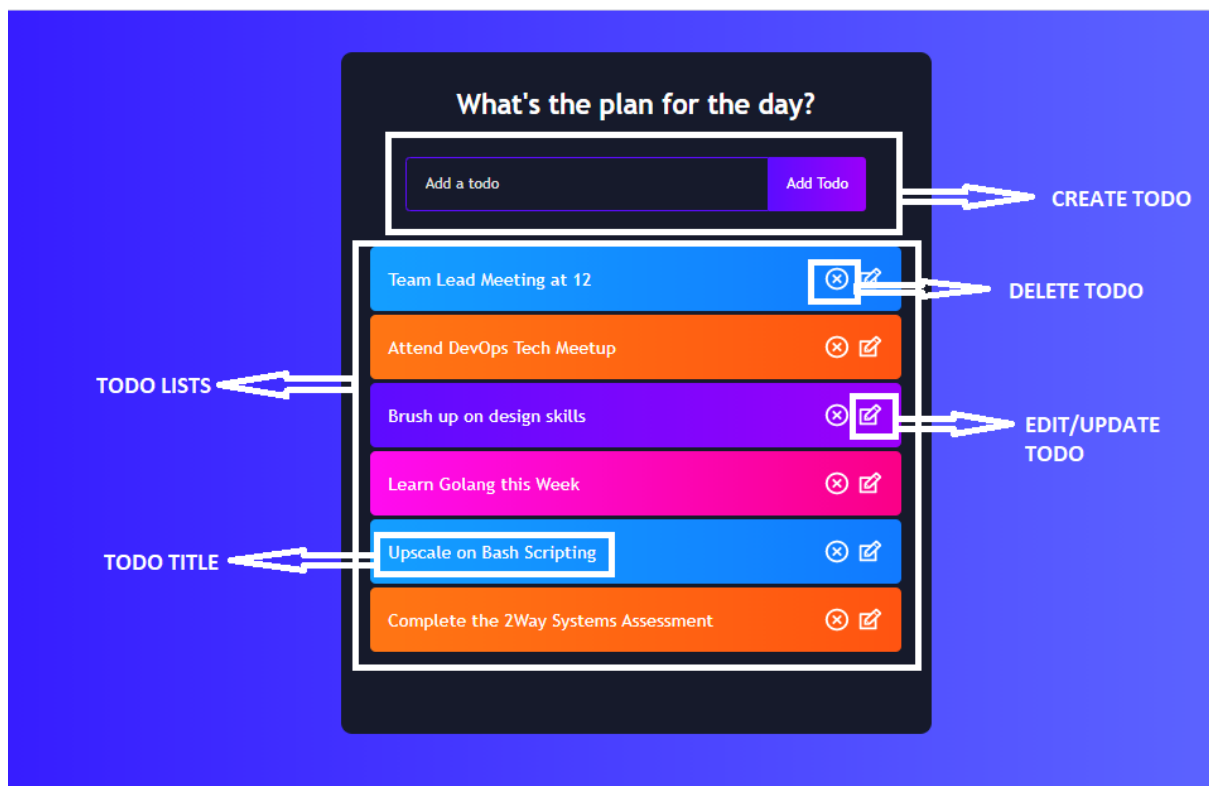 What's the plan for the day?
Add a todo
Add Todo
CREATE TODO
Team Lead Meeting at 12
DELETE TODO
Attend DevOps Tech Meetup
TODO LISTS
Brush up on design skills
EDIT/UPDATE
TODO
Learn Golang this Week
Upscale on Bash Scripting
TODO TITLE
Complete the 2Way Systems Assessment